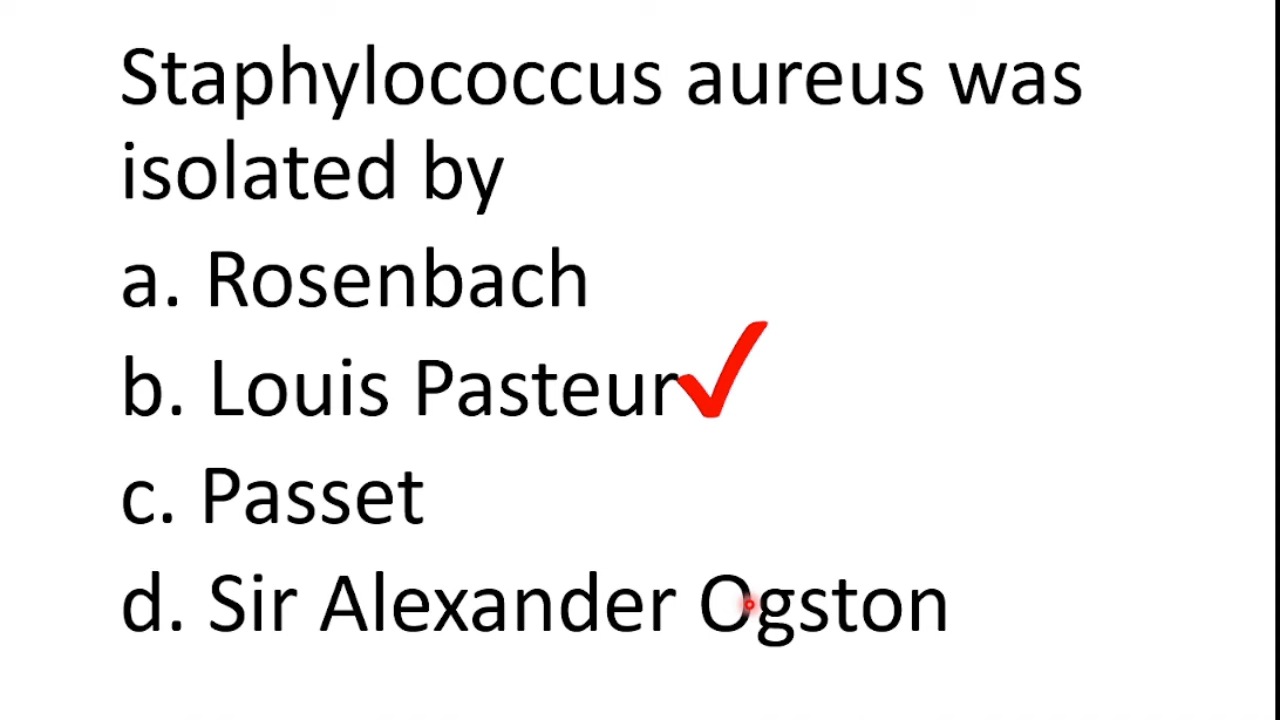 Staphylococcus aureus was
isolated by
a. Rosenbach
b. Louis Pasteur
c. Passet
d. Sir Alexander Ogston